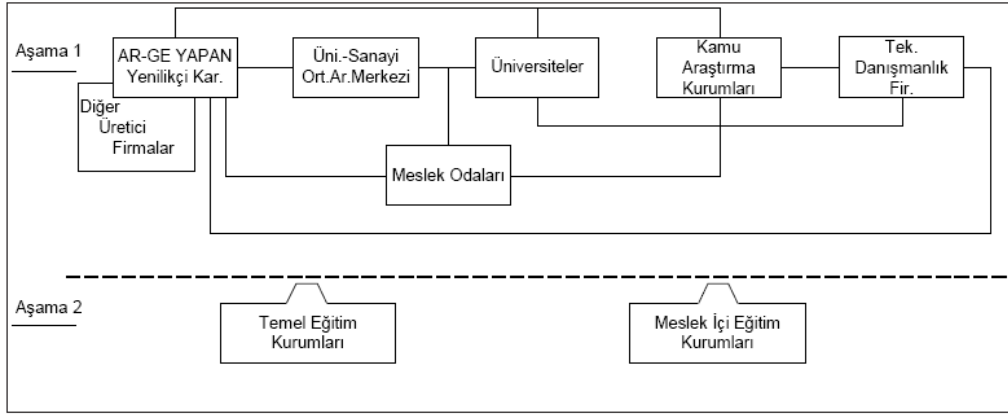 Aşama 1
AR-GE YAPAN
Yenilikçi Kar.
Diğer
Üretici
Firmalar
Üni.-Sanayi
Ort.Ar.Merkezi
Üniversiteler
Kamu
Araştırma
Kurumları
Tek.
Danışmanlık
Fir.
Meslek Odaları
Aşama 2
Temel Eğitim
Kurumları
Meslek İçi Eğitim
Kurumları